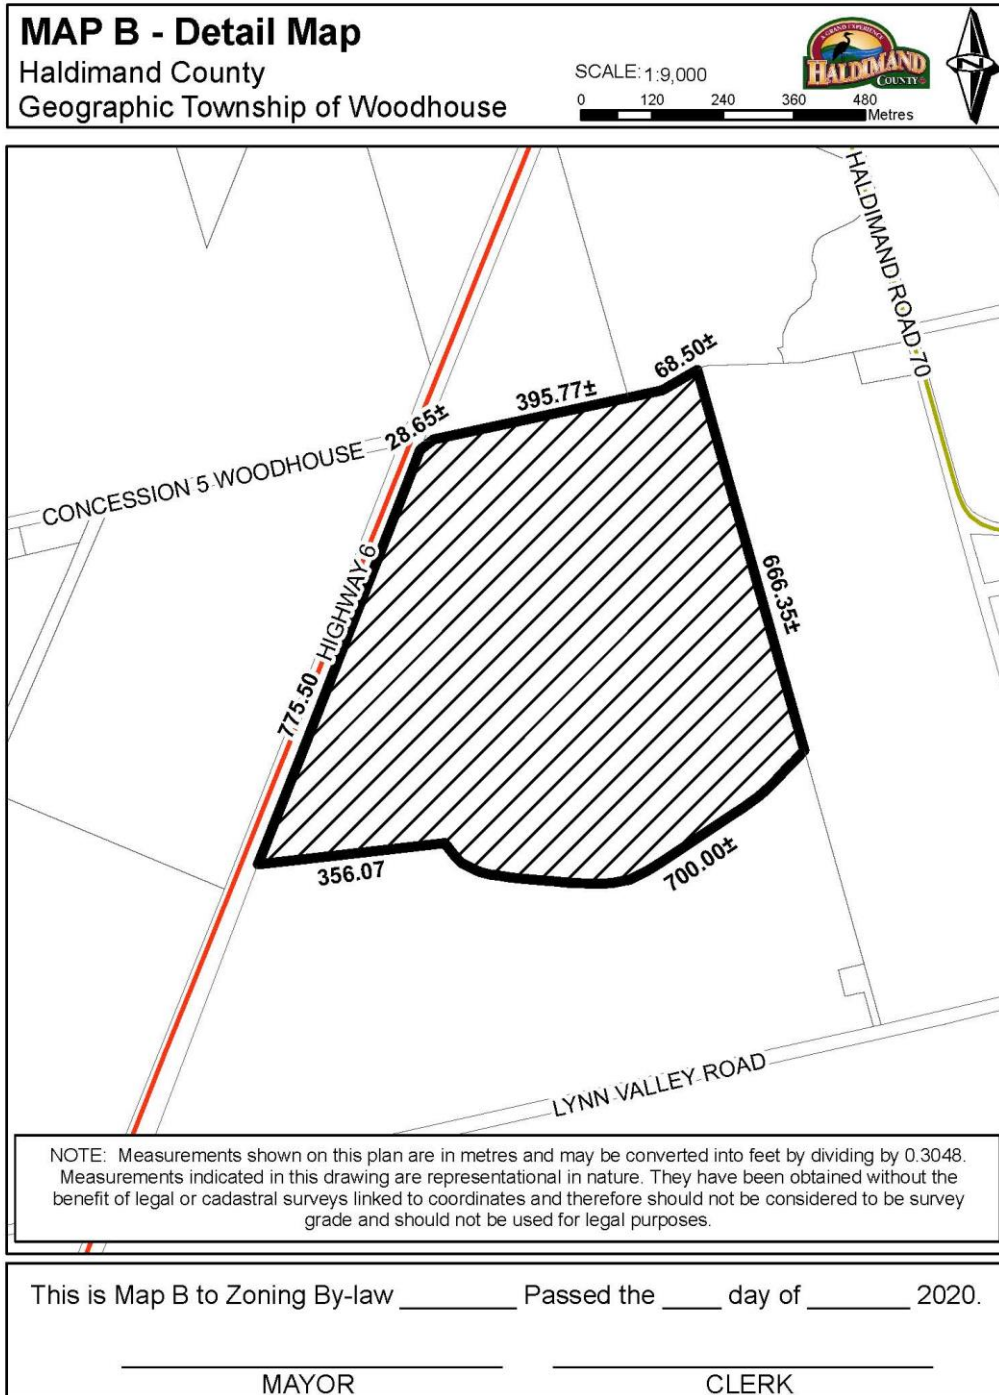 MAP B - Detail Map
Haldimand County
Geographic Township of Woodhouse
SCALE: 1:9,000
0 120 240 360 480
Metres
A GRAND EXPERIENCE
HALDIMAND
COUNTY
N
HALDIMAND ROAD 70
68.50±
395.77±
28.65±
CONCESSION 5 WOODHOUSE
HIGHWAY 6
666.35±
775.50
356.07
700.00±
LYNN VALLEY ROAD
NOTE: Measurements shown on this plan are in metres and may be converted into feet by dividing by 0.3048.
Measurements indicated in this drawing are representational in nature. They have been obtained without the
benefit of legal or cadastral surveys linked to coordinates and therefore should not be considered to be survey
grade and should not be used for legal purposes.
This is Map B to Zoning By-law ________ Passed the ____ day of _______ 2020.
MAYOR
CLERK